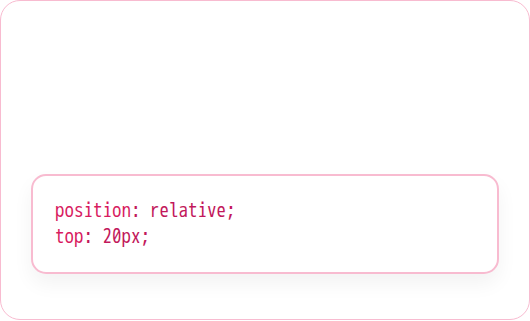 position: relative;
top: 20px;